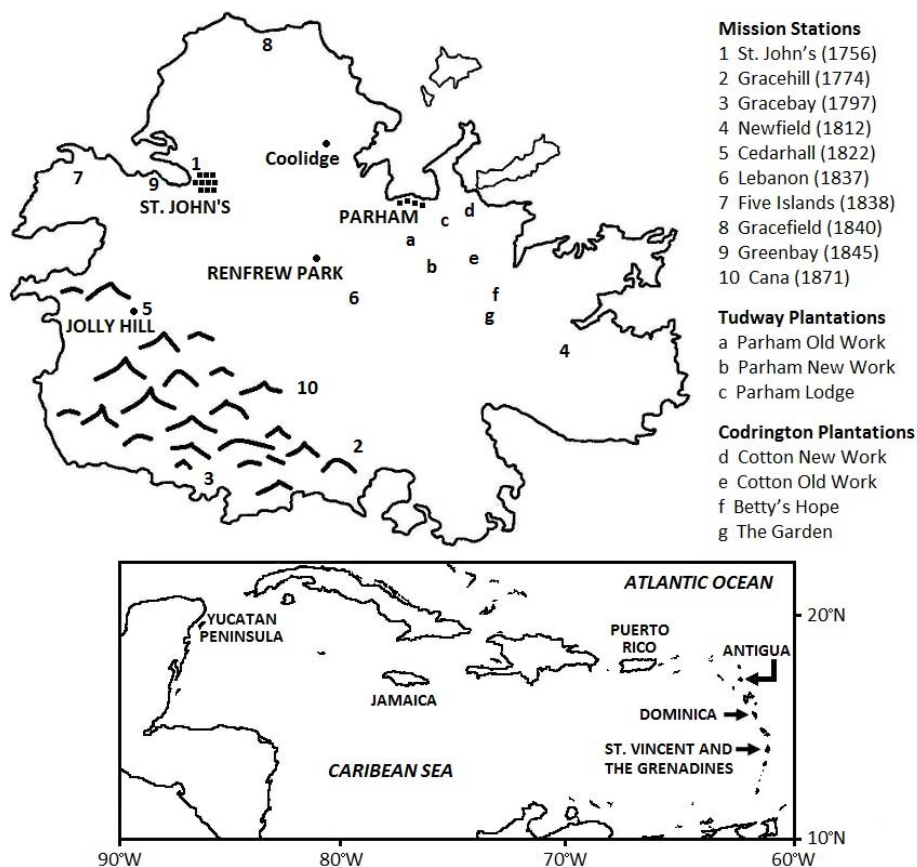 8
Coolidge
1
7
9
ST. JOHN'S
PARHAM
d
c
a
e
b
RENFREW PARK
6
f
g
5
JOLLY HILL
4
10
2
3
Mission Stations
1 St. John's (1756)
2 Gracehill (1774)
3 Gracebay (1797)
4 Newfield (1812)
5 Cedarhall (1822)
6 Lebanon (1837)
7 Five Islands (1838)
8 Gracefield (1840)
9 Greenbay (1845)
10 Cana (1871)
Tudway Plantations
a Parham Old Work
b Parham New Work
c Parham Lodge
Codrington Plantations
d Cotton New Work
e Cotton Old Work
f Betty's Hope
g The Garden
ATLANTIC OCEAN
20°N
YUCATAN
PENINSULA
PUERTO
RICO
ANTIGUA
JAMAICA
DOMINICA
ST. VINCENT AND
THE GRENADINES
CARIBEAN SEA
10°N
90°W
80°W
70°W
60°W